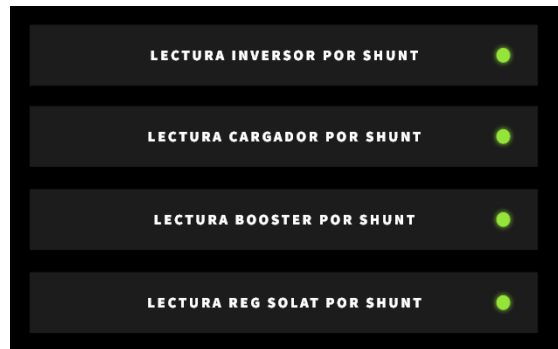 LECTURA INVERSOR POR SHUNT
LECTURA CARGADOR POR SHUNT
LECTURA BOOSTER POR SHUNT
LECTURA REG SOLAT POR SHUNT